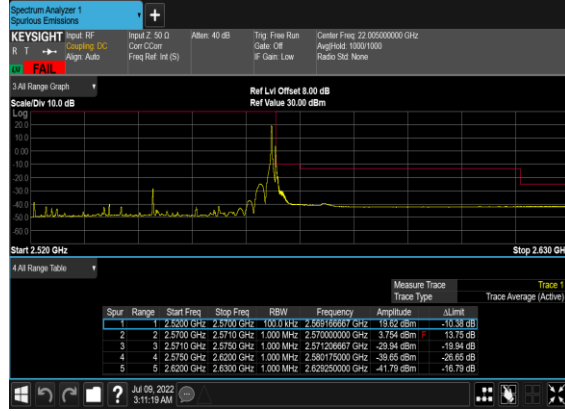 Spectrum Analyzer 1
Spurious Emissions
+
KEYSIGHT Input: RF Input Z: 50 Ω Atten: 40 dB Trig: Free Run Center Freq: 22.005000000 GHz
R T Coupling: DC Corr CCorr Gate: Off Avg|Hold: 1000/1000
Align: Auto Freq Ref: Int (S) IF Gain: Low Radio Std: None
LV FAIL
3 All Range Graph
Ref Lvl Offset 8.00 dB
Scale/Div 10.0 dB Ref Value 30.00 dBm
Log
20.0
10.0
0.00
-10.0
-20.0
-30.0
-40.0
-50.0
-60.0
Start 2.520 GHz Stop 2.630 GH
4 All Range Table
Measure Trace Trace 1
Trace Type Trace Average (Active)
Spur Range Start Freq Stop Freq RBW Frequency Amplitude ΔLimit
1 1 2.5200 GHz 2.5700 GHz 100.0 kHz 2.569166667 GHz 19.62 dBm -10.38 dB
2 2 2.5700 GHz 2.5710 GHz 1.000 MHz 2.570000000 GHz 3.754 dBm F 13.75 dB
3 3 2.5710 GHz 2.5750 GHz 1.000 MHz 2.571206667 GHz -29.94 dBm -19.94 dB
4 4 2.5750 GHz 2.6200 GHz 1.000 MHz 2.580175000 GHz -39.65 dBm -26.65 dB
5 5 2.6200 GHz 2.6300 GHz 1.000 MHz 2.629250000 GHz -41.79 dBm -16.79 dB
Jul 09, 2022
3:11:19 AM